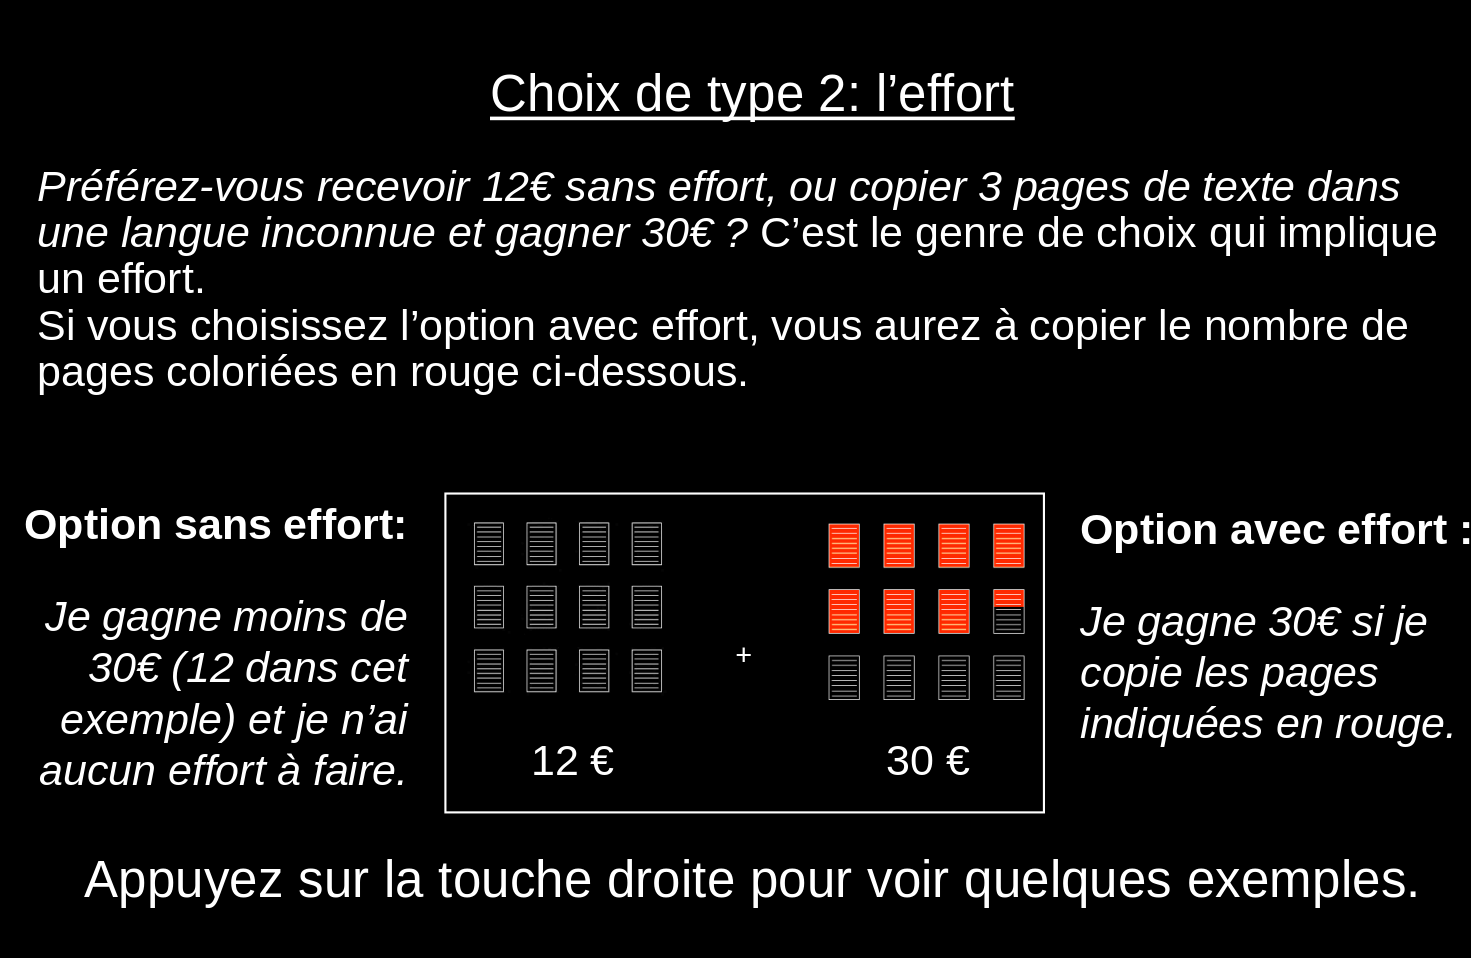 Choix de type 2: l’effort
Préférez-vous recevoir 12€ sans effort, ou copier 3 pages de texte dans
une langue inconnue et gagner 30€ ? C’est le genre de choix qui implique
un effort.
Si vous choisissez l’option avec effort, vous aurez à copier le nombre de
pages coloriées en rouge ci-dessous.
Option sans effort:
Je gagne moins de
30€ (12 dans cet
exemple) et je n’ai
aucun effort à faire.
+
12 €
30 €
Option avec effort :
Je gagne 30€ si je
copie les pages
indiquées en rouge.
Appuyez sur la touche droite pour voir quelques exemples.